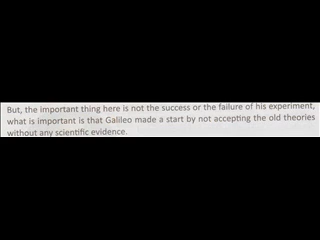 But, the important thing here is not the success or the failure of his experiment,
what is important is that Galileo made a start by not accepting the old theories
without any scientific evidence.